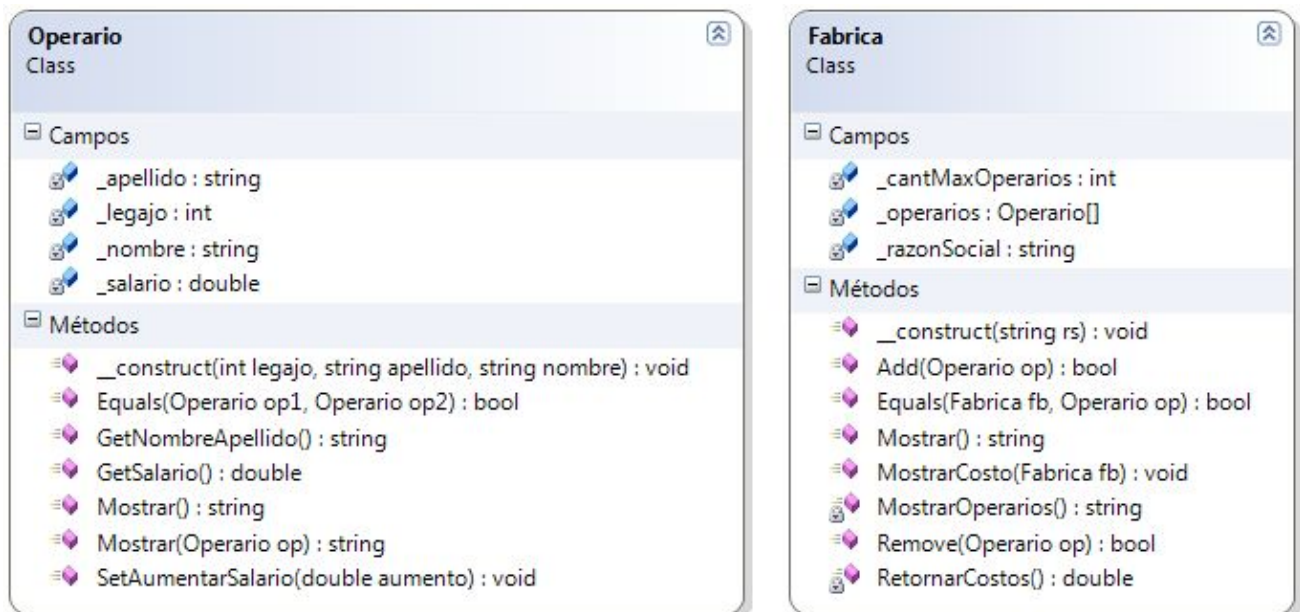 Operario
Class
Campos
_apellido : string
_legajo : int
_nombre : string
_salario : double
Métodos
__construct(int legajo, string apellido, string nombre) : void
Equals(Operario op1, Operario op2) : bool
GetNombreApellido() : string
GetSalario() : double
Mostrar() : string
Mostrar(Operario op) : string
SetAumentarSalario(double aumento) : void
Fabrica
Class
Campos
_cantMaxOperarios : int
_operarios : Operario[]
_razonSocial : string
Métodos
__construct(string rs) : void
Add(Operario op) : bool
Equals(Fabrica fb, Operario op) : bool
Mostrar() : string
MostrarCosto(Fabrica fb) : void
MostrarOperarios() : string
Remove(Operario op) : bool
RetornarCostos() : double